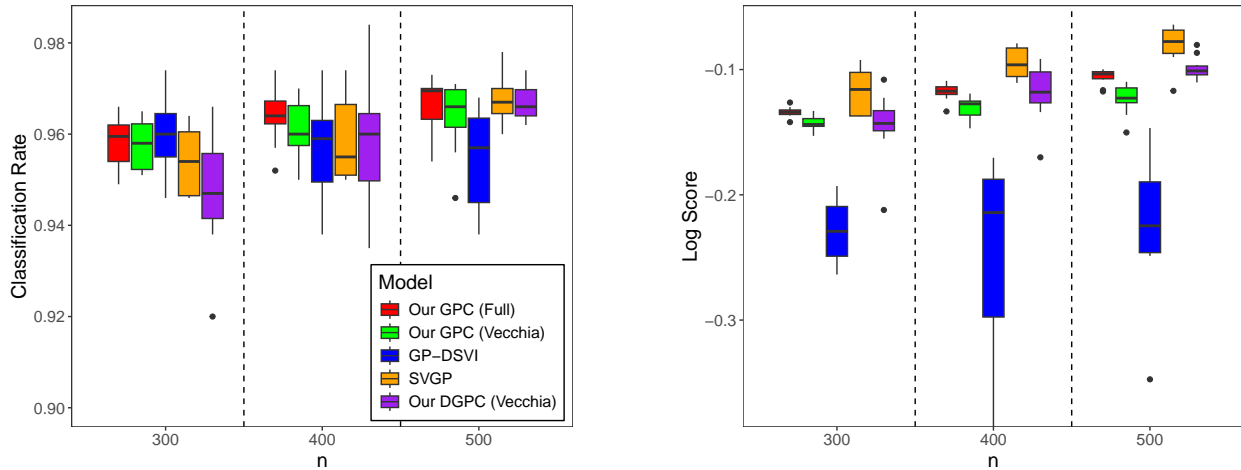 0.98
0.96
0.94
0.92
0.90
Classification Rate
300
400
500
n
Model
Our GPC (Full)
Our GPC (Vecchia)
GP−DSVI
SVGP
Our DGPC (Vecchia)
−0.1
−0.2
−0.3
Log Score
300
400
500
n